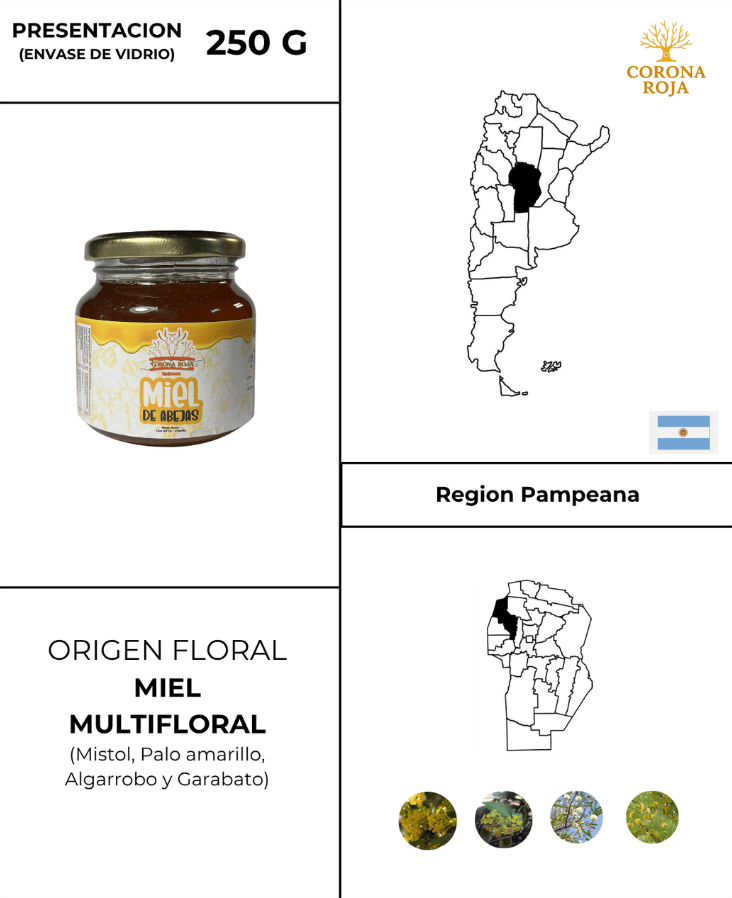 PRESENTACION
(ENVASE DE VIDRIO)
250 G
CORONA
ROJA
CORONA ROJA
MIEL
DE ABEJAS
Region Pampeana
ORIGEN FLORAL
MIEL
MULTIFLORAL
(Mistol, Palo amarillo,
Algarrobo y Garabato)